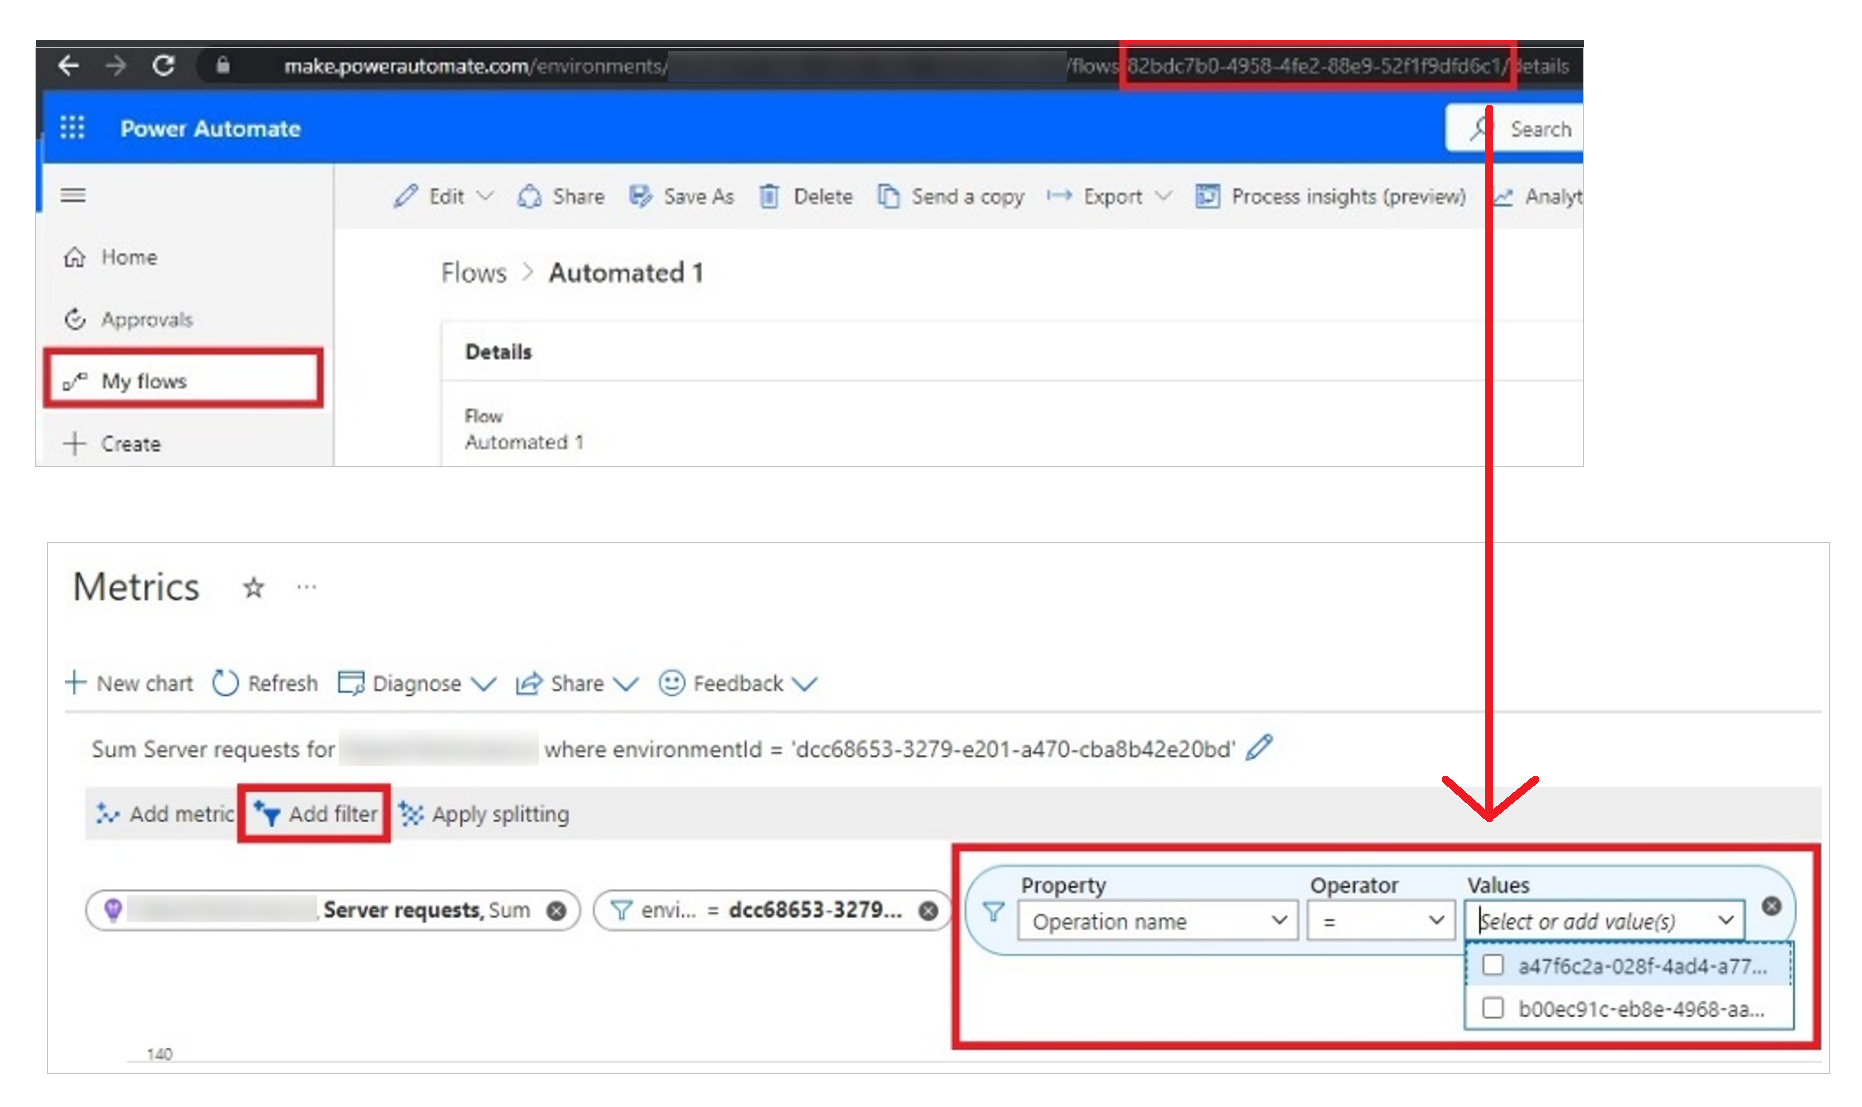 make.powerautomate.com/environments/ /flows/82bdc7b0-4958-4fe2-88e9-52f1f9dfd6c1/details
Power Automate
Search
Edit Share Save As Delete Send a copy Export Process insights (preview) Analyt
Home
Flows > Automated 1
Approvals
Details
My flows
Flow
Automated 1
Create
Metrics
New chart Refresh Diagnose Share Feedback
Sum Server requests for where environmentId = 'dcc68653-3279-e201-a470-cba8b42e20bd'
Add metric Add filter Apply splitting
Property Operator Values
, Server requests, Sum envi... = dcc68653-3279... Operation name = Select or add value(s)
a47f6c2a-028f-4ad4-a77...
b00ec91c-eb8e-4968-aa...
140